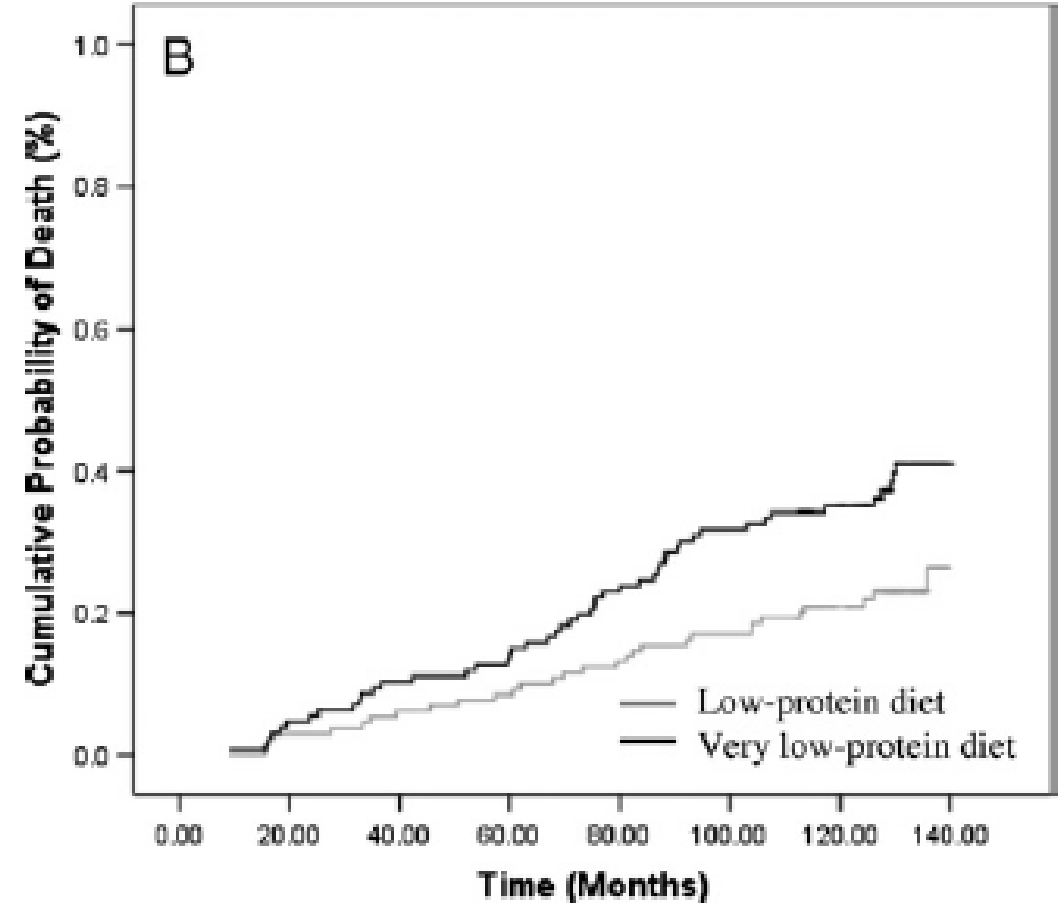 B
Cumulative Probability of Death (%)
1.0
0.8
0.6
0.4
0.2
0.0
Low-protein diet
Very low-protein diet
0.00 20.00 40.00 60.00 80.00 100.00 120.00 140.00
Time (Months)